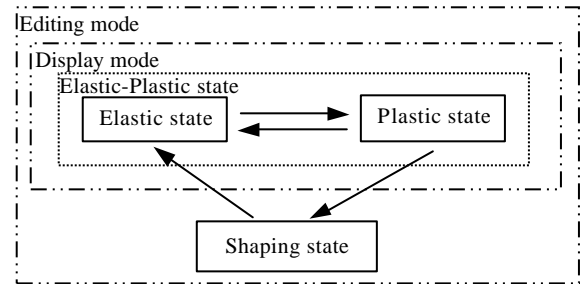 Editing mode
Display mode
Elastic-Plastic state
Elastic state
Plastic state
Shaping state